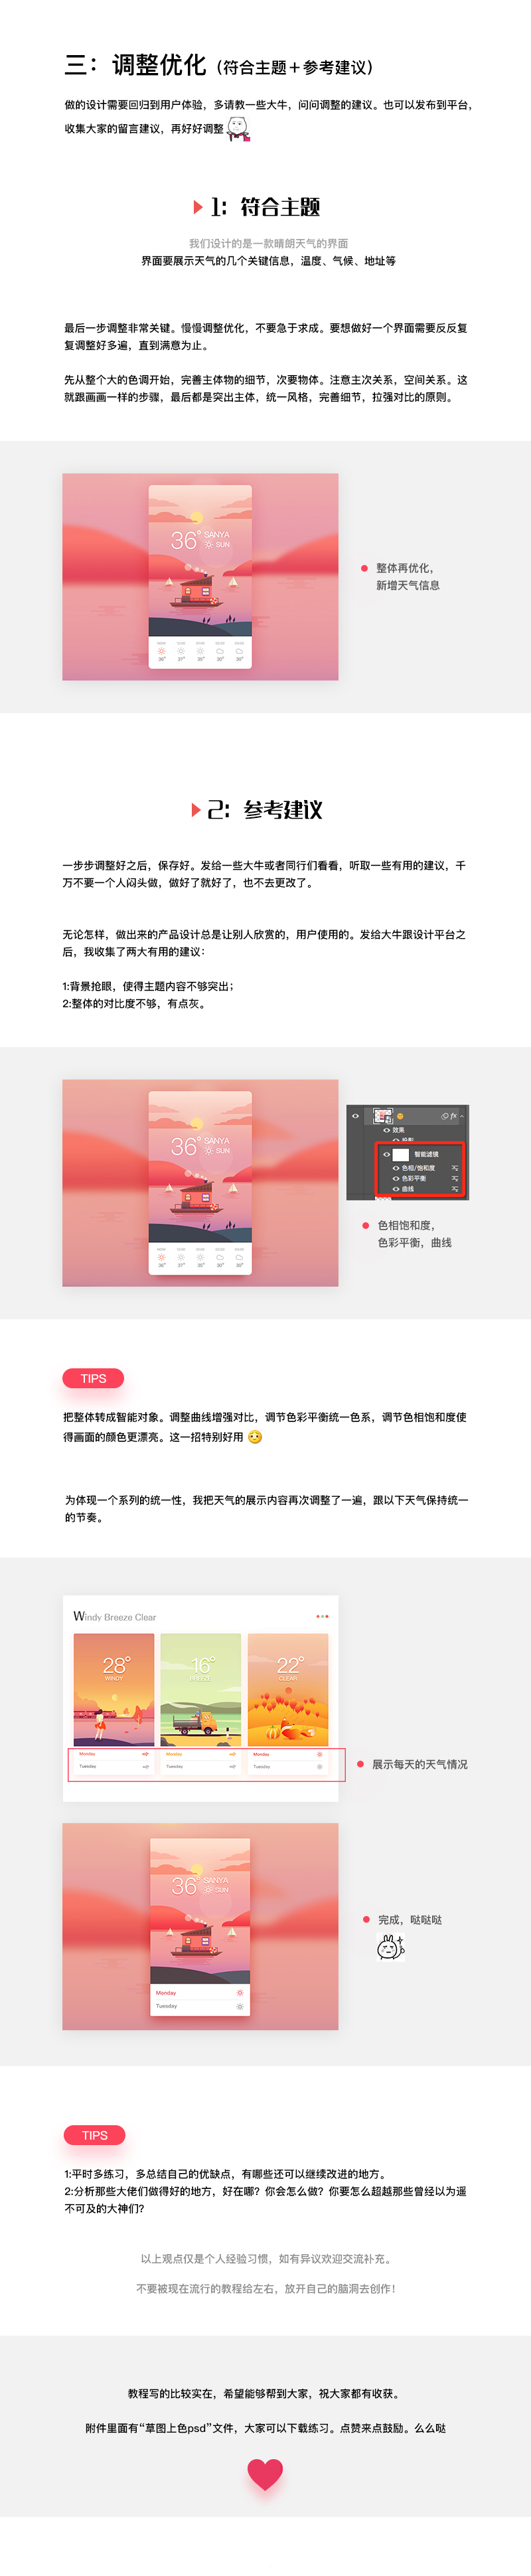 三：调整优化（符合主题＋参考建议）
做的设计需要回归到用户体验，多请教一些大牛，问问调整的建议。也可以发布到平台，
收集大家的留言建议，再好好调整
1：符合主题
我们设计的是一款晴朗天气的界面
界面要展示天气的几个关键信息，温度、气候、地址等
最后一步调整非常关键。慢慢调整优化，不要急于求成。要想做好一个界面需要反反复
复调整好多遍，直到满意为止。
先从整个大的色调开始，完善主体物的细节，次要物体。注意主次关系，空间关系。这
就跟画画一样的步骤，最后都是突出主体，统一风格，完善细节，拉强对比的原则。
36° SANYA
SUN
36° 37° 35° 30° 35°
整体再优化，
新增天气信息
2：参考建议
一步步调整好之后，保存好。发给一些大牛或者同行们看看，听取一些有用的建议，千
万不要一个人闷头做，做好了就好了，也不去更改了。
无论怎样，做出来的产品设计总是让别人欣赏的，用户使用的。发给大牛跟设计平台之
后，我收集了两大有用的建议：
1:背景抢眼，使得主题内容不够突出；
2:整体的对比度不够，有点灰。
36° SANYA
SUN
36° 37° 35° 30° 35°
fx
效果
投影
智能滤镜
色相/饱和度
色彩平衡
曲线
色相饱和度，
色彩平衡，曲线
TIPS
把整体转成智能对象。调整曲线增强对比，调节色彩平衡统一色系，调节色相饱和度使
得画面的颜色更漂亮。这一招特别好用
为体现一个系列的统一性，我把天气的展示内容再次调整了一遍，跟以下天气保持统一
的节奏。
Windy Breeze Clear
28° 16° 22°
WINDY BREEZE CLEAR
Monday Monday Monday
Tuesday Tuesday Tuesday
展示每天的天气情况
36° SANYA
SUN
Monday
Tuesday
完成，哒哒哒
TIPS
1:平时多练习，多总结自己的优缺点，有哪些还可以继续改进的地方。
2:分析那些大佬们做得好的地方，好在哪？你会怎么做？你要怎么超越那些曾经以为遥
不可及的大神们？
以上观点仅是个人经验习惯，如有异议欢迎交流补充。
不要被现在流行的教程给左右，放开自己的脑洞去创作！
教程写的比较实在，希望能够帮到大家，祝大家都有收获。
附件里面有“草图上色psd”文件，大家可以下载练习。点赞来点鼓励。么么哒